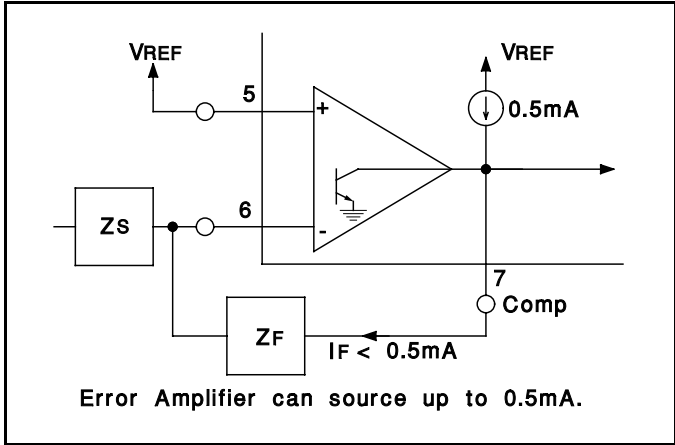 VREF
VREF
5
+
0.5mA
6
ZS
-
7
Comp
ZF
IF < 0.5mA
Error Amplifier can source up to 0.5mA.